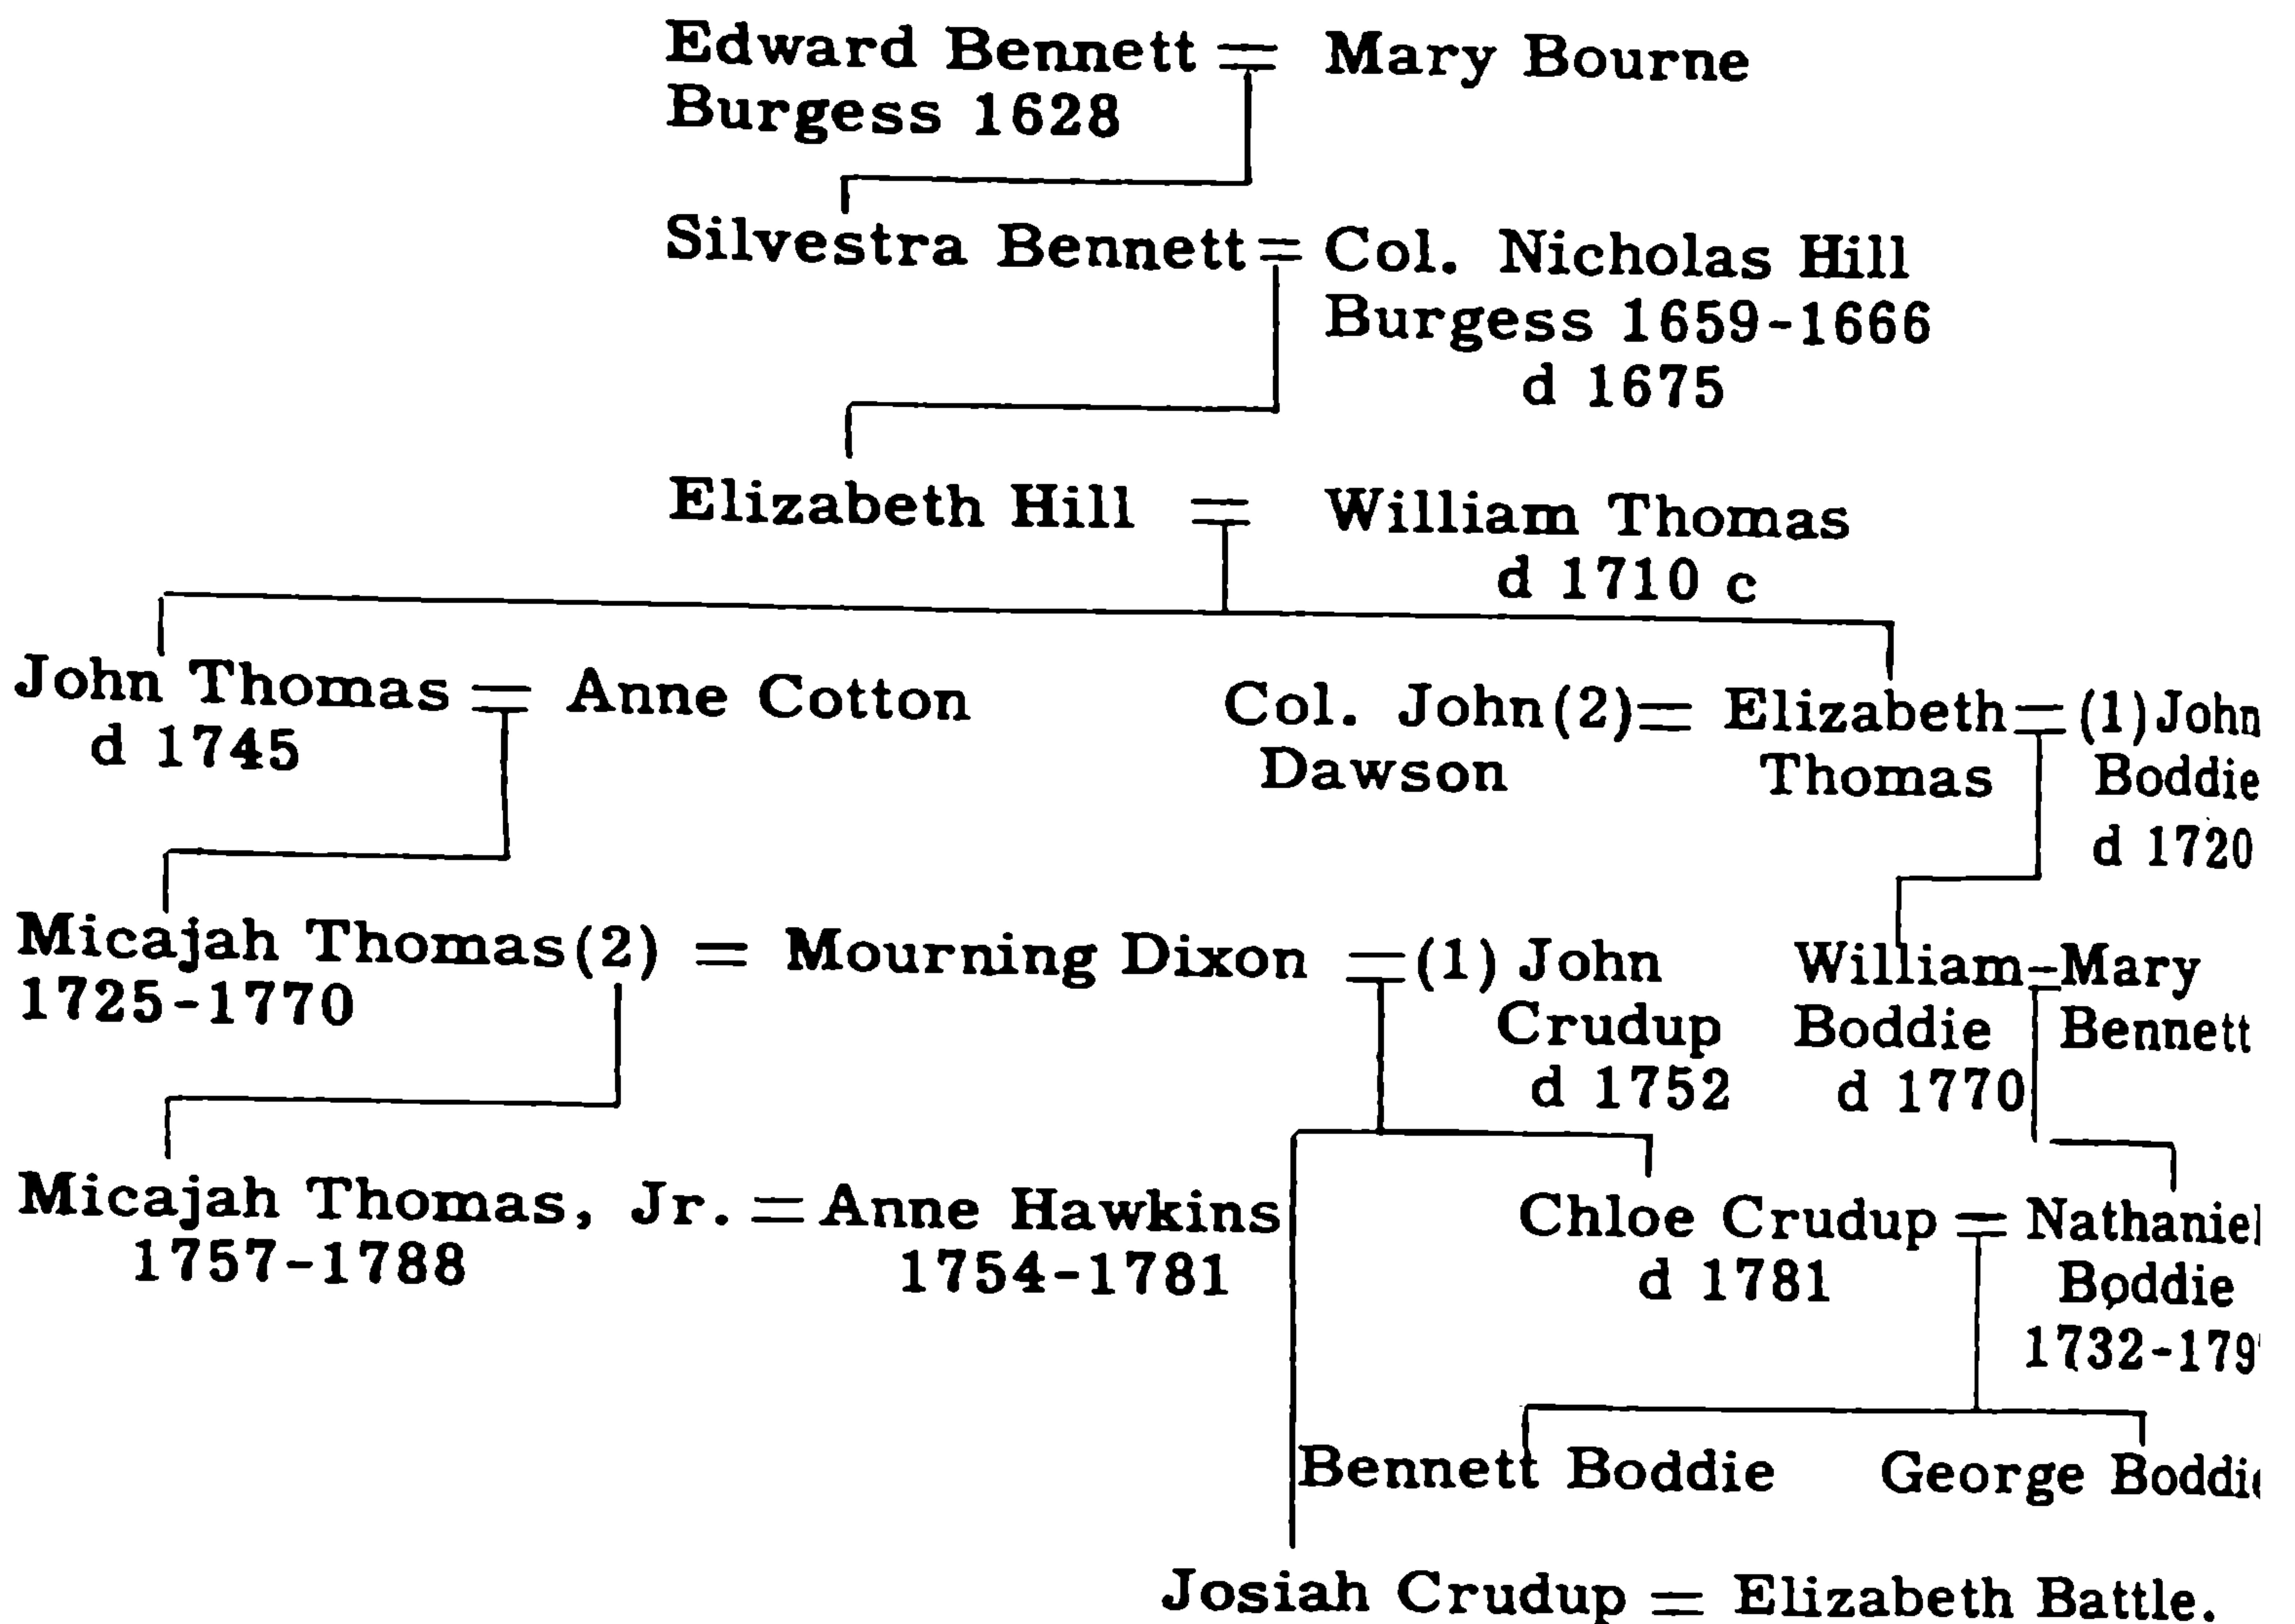 Edward Bennett = Mary Bourne
Burgess 1628
Silvestra Bennett = Col. Nicholas Hill
Burgess 1659-1666
d 1675
Elizabeth Hill = William Thomas
d 1710 c
John Thomas = Anne Cotton
d 1745
Col. John (2) = Elizabeth = (1) John
Dawson Thomas Boddie
d 1720
Micajah Thomas (2) = Mourning Dixon = (1) John
1725-1770
Crudup
d 1752
William = Mary
Boddie Bennett
d 1770
Micajah Thomas, Jr. = Anne Hawkins
1757-1788 1754-1781
Chloe Crudup = Nathaniel
d 1781 Boddie
1732-179
Bennett Boddie George Boddie
Josiah Crudup = Elizabeth Battle.